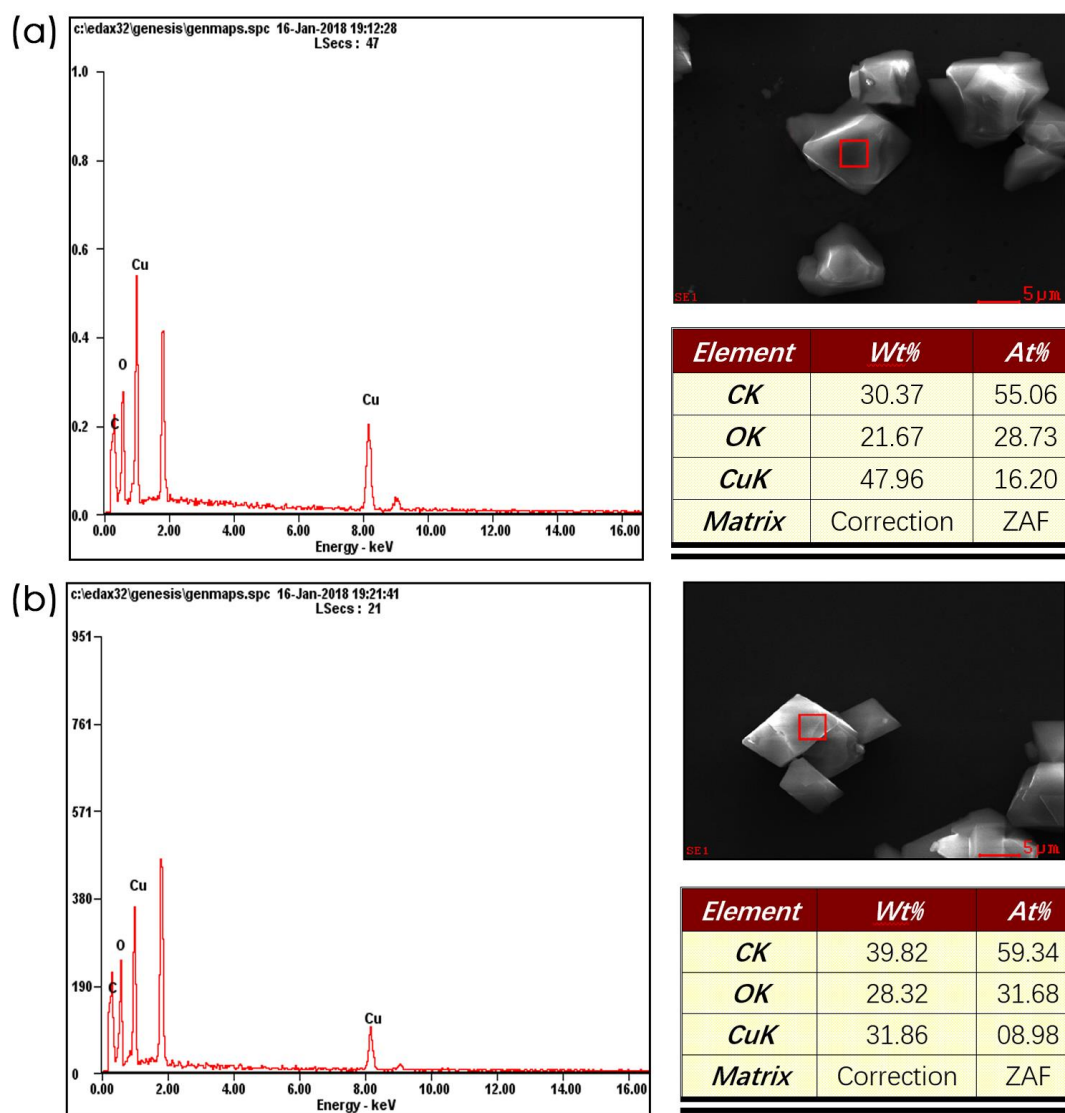 (a)
c:\edax32\genesis\genmaps.spc 16-Jan-2018 19:12:28
LSecs : 47
1.0
0.8
0.6
0.4
0.2
0.0
Cu
O
C
Cu
0.00 2.00 4.00 6.00 8.00 10.00 12.00 14.00 16.00
Energy - keV
SE1 5μm
Element Wt% At%
CK 30.37 55.06
OK 21.67 28.73
CuK 47.96 16.20
Matrix Correction ZAF
(b)
c:\edax32\genesis\genmaps.spc 16-Jan-2018 19:21:41
LSecs : 21
951
761
571
380
190
0
Cu
O
C
Cu
0.00 2.00 4.00 6.00 8.00 10.00 12.00 14.00 16.00
Energy - keV
SE1 5μm
Element Wt% At%
CK 39.82 59.34
OK 28.32 31.68
CuK 31.86 08.98
Matrix Correction ZAF